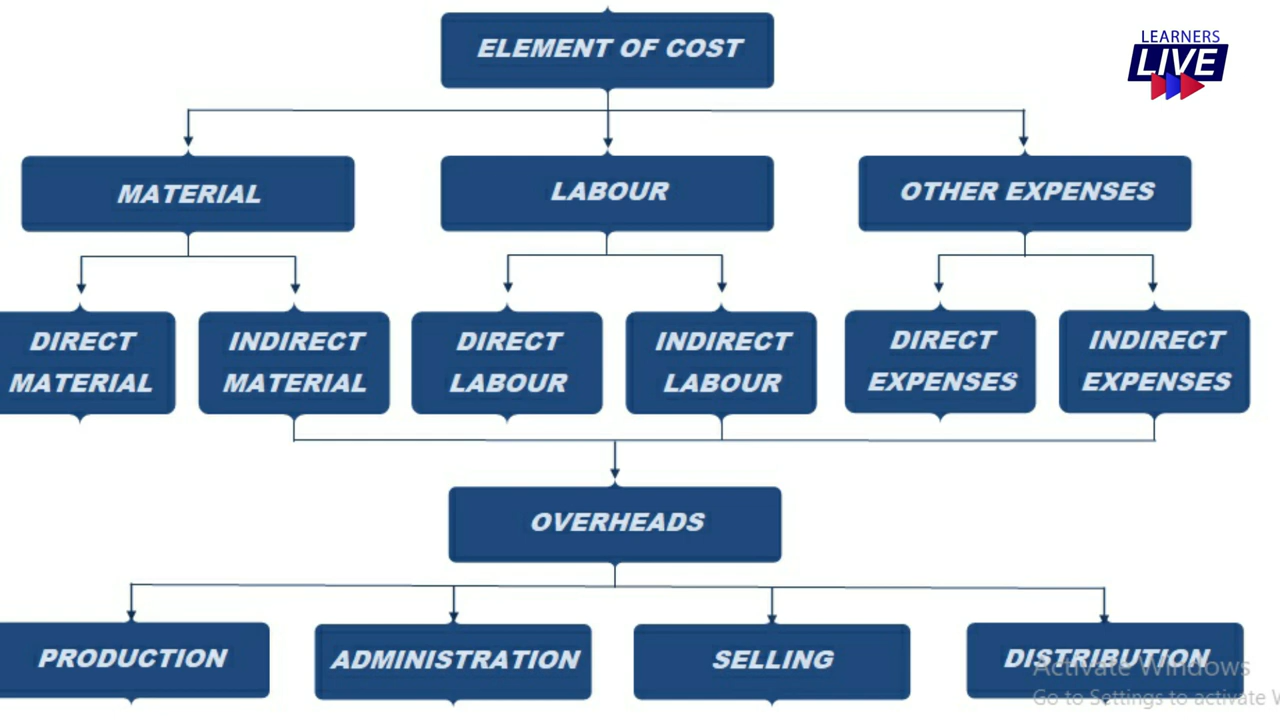 ELEMENT OF COST
LEARNERS
LIVE
MATERIAL
LABOUR
OTHER EXPENSES
DIRECT
MATERIAL
INDIRECT
MATERIAL
DIRECT
LABOUR
INDIRECT
LABOUR
DIRECT
EXPENSES
INDIRECT
EXPENSES
OVERHEADS
PRODUCTION
ADMINISTRATION
SELLING
DISTRIBUTION
Activate Windows
Go to Settings to activate W